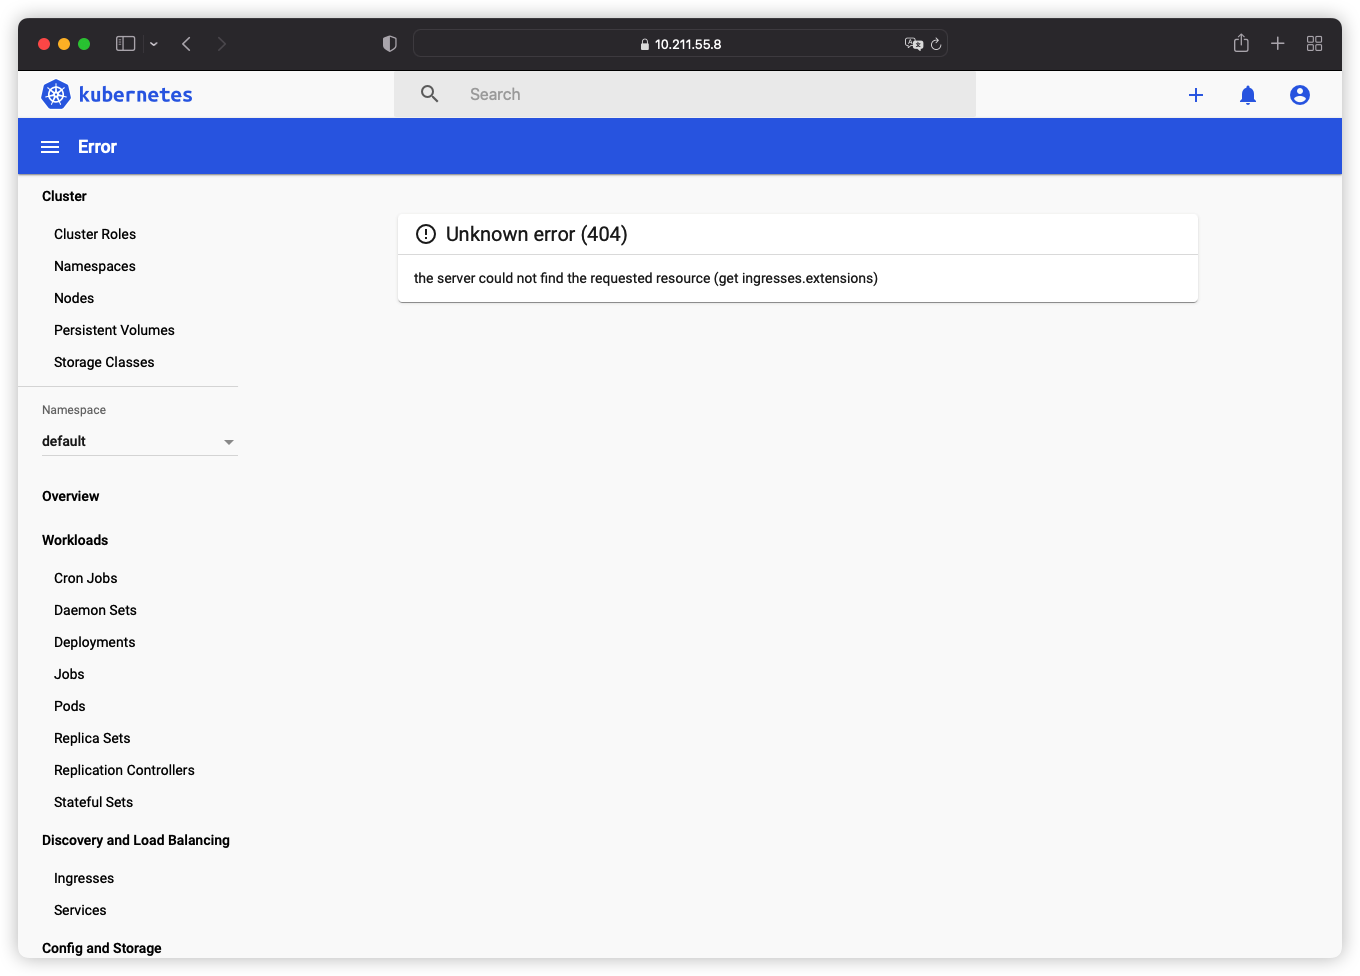 10.211.55.8
kubernetes
Search
Error
Cluster
Cluster Roles
Namespaces
Nodes
Persistent Volumes
Storage Classes
Namespace
default
Overview
Workloads
Cron Jobs
Daemon Sets
Deployments
Jobs
Pods
Replica Sets
Replication Controllers
Stateful Sets
Discovery and Load Balancing
Ingresses
Services
Config and Storage
Unknown error (404)
the server could not find the requested resource (get ingresses.extensions)